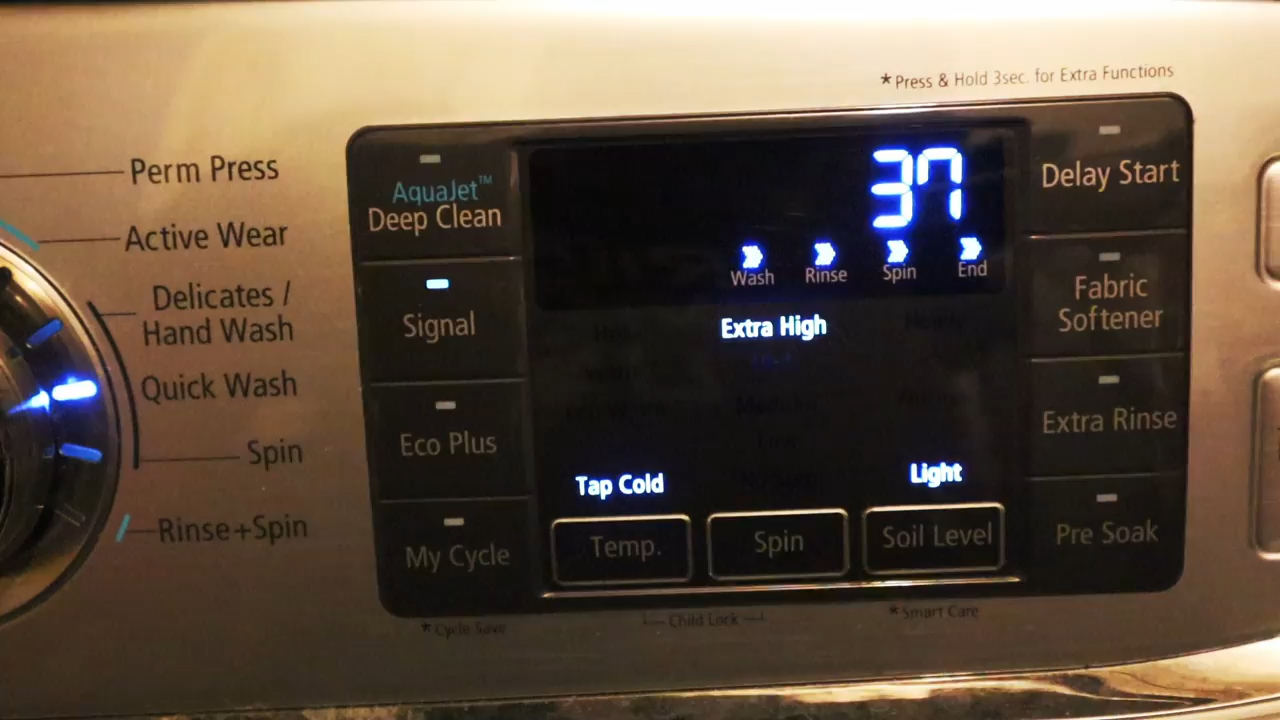 *Press & Hold 3sec. for Extra Functions
Perm Press
Active Wear
Delicates /
Hand Wash
Quick Wash
Spin
Rinse+Spin
AquaJet™
Deep Clean
Signal
Eco Plus
My Cycle
*Cycle Save
37
Wash Rinse Spin End
Extra High
Tap Cold
Light
Temp. Spin Soil Level
Child Lock
*Smart Care
Delay Start
Fabric
Softener
Extra Rinse
Pre Soak